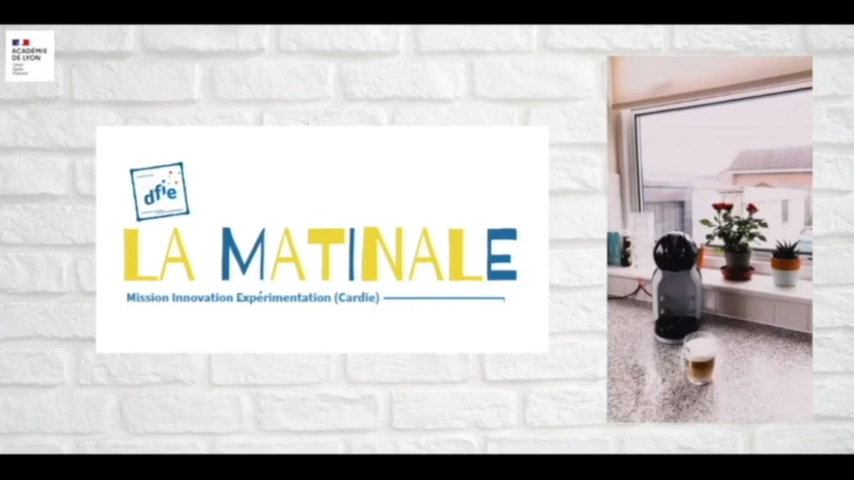 ACADÉMIE
DE LYON
dfie
LA MATINALE
Mission Innovation Expérimentation (Cardie)